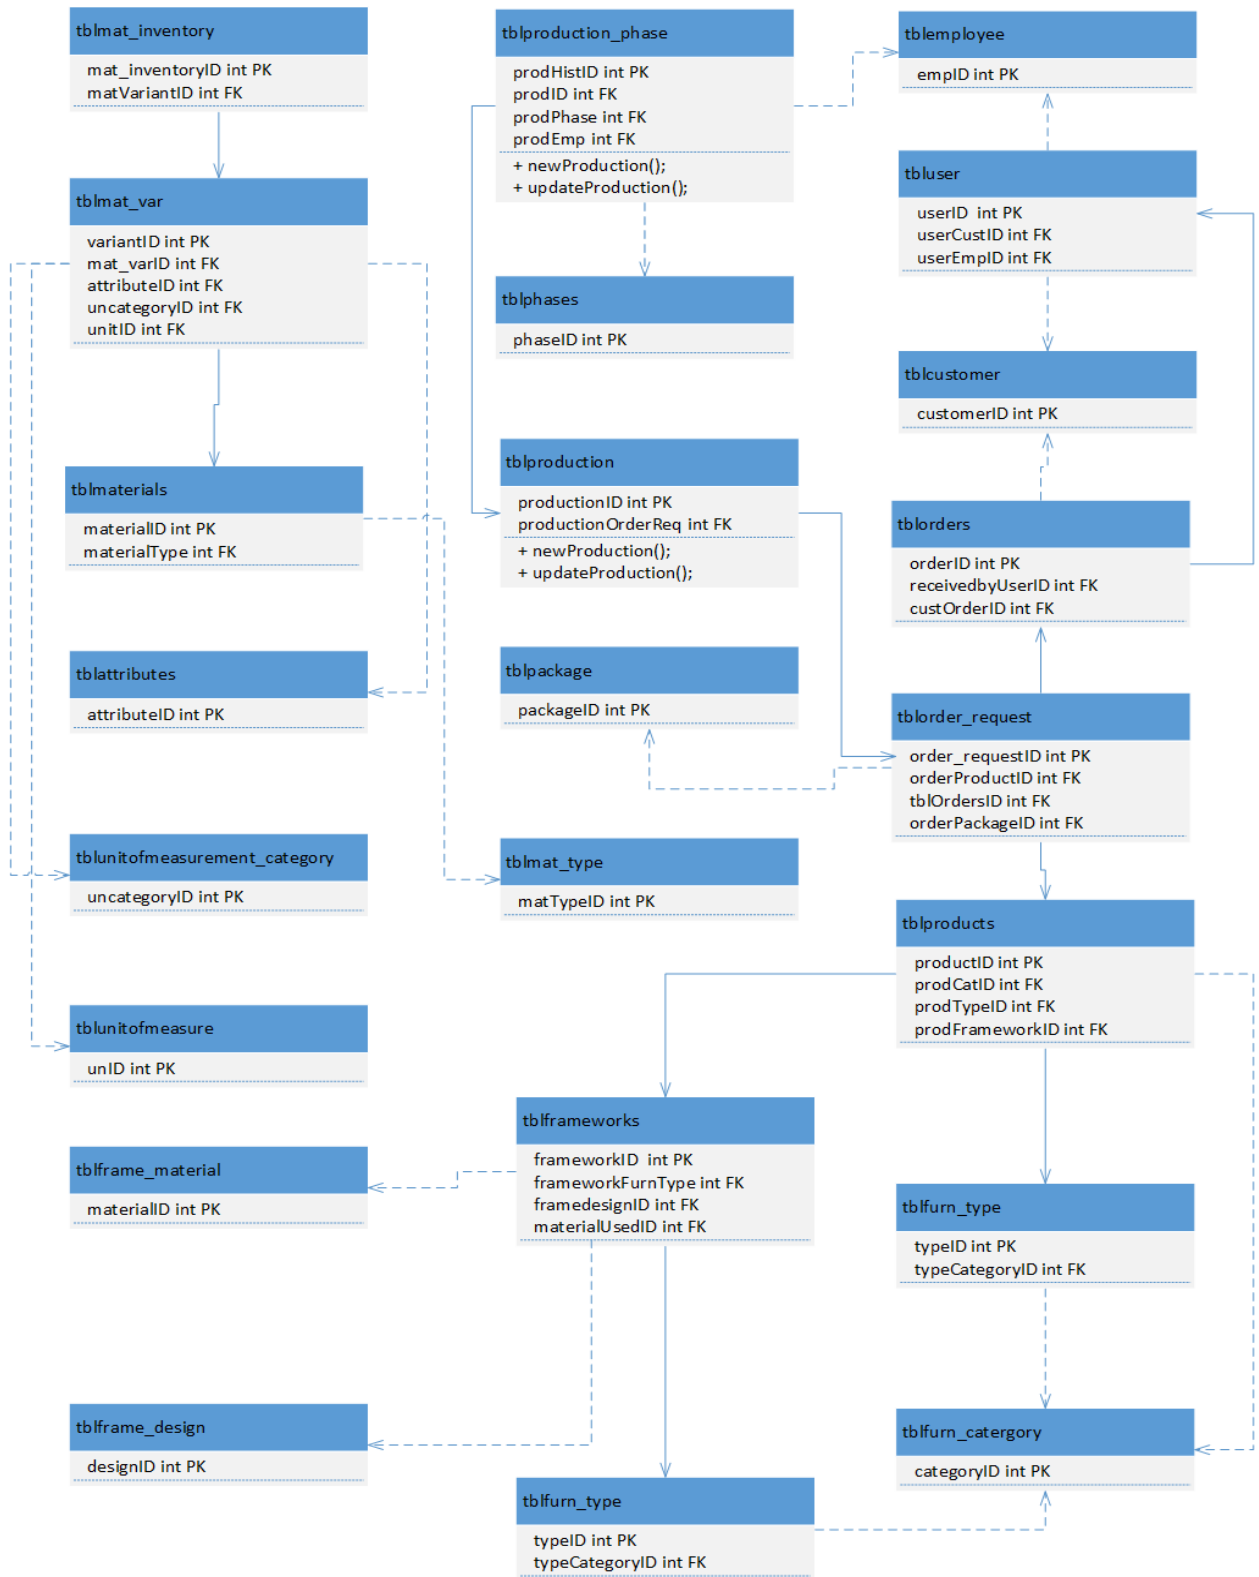 tblmat_inventory
mat_inventoryID int PK
matVariantID int FK
tblmat_var
variantID int PK
mat_varID int FK
attributeID int FK
uncategoryID int FK
unitID int FK
tblmaterials
materialID int PK
materialType int FK
tblattributes
attributeID int PK
tblunitofmeasurement_category
uncategoryID int PK
tblunitofmeasure
unID int PK
tblframe_material
materialID int PK
tblframe_design
designID int PK
tblproduction_phase
prodHistID int PK
prodID int FK
prodPhase int FK
prodEmp int FK
+ newProduction();
+ updateProduction();
tblphases
phaseID int PK
tblproduction
productionID int PK
productionOrderReq int FK
+ newProduction();
+ updateProduction();
tblpackage
packageID int PK
tblmat_type
matTypeID int PK
tblframeworks
frameworkID int PK
frameworkFurnType int FK
framedesignID int FK
materialUsedID int FK
tblfurn_type
typeID int PK
typeCategoryID int FK
tblemployee
empID int PK
tbluser
userID int PK
userCustID int FK
userEmpID int FK
tblcustomer
customerID int PK
tblorders
orderID int PK
receivedbyUserID int FK
custOrderID int FK
tblorder_request
order_requestID int PK
orderProductID int FK
tblOrdersID int FK
orderPackageID int FK
tblproducts
productID int PK
prodCatID int FK
prodTypeID int FK
prodFrameworkID int FK
tblfurn_type
typeID int PK
typeCategoryID int FK
tblfurn_catergory
categoryID int PK